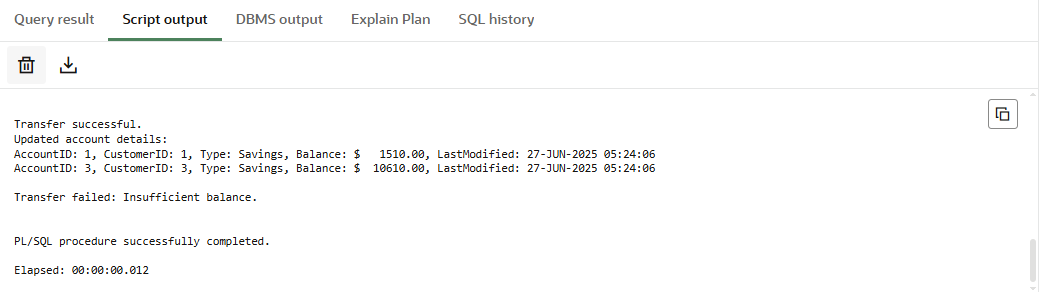 Query result Script output DBMS output Explain Plan SQL history
Transfer successful.
Updated account details:
AccountID: 1, CustomerID: 1, Type: Savings, Balance: $   1510.00, LastModified: 27-JUN-2025 05:24:06
AccountID: 3, CustomerID: 3, Type: Savings, Balance: $  10610.00, LastModified: 27-JUN-2025 05:24:06
Transfer failed: Insufficient balance.
PL/SQL procedure successfully completed.
Elapsed: 00:00:00.012